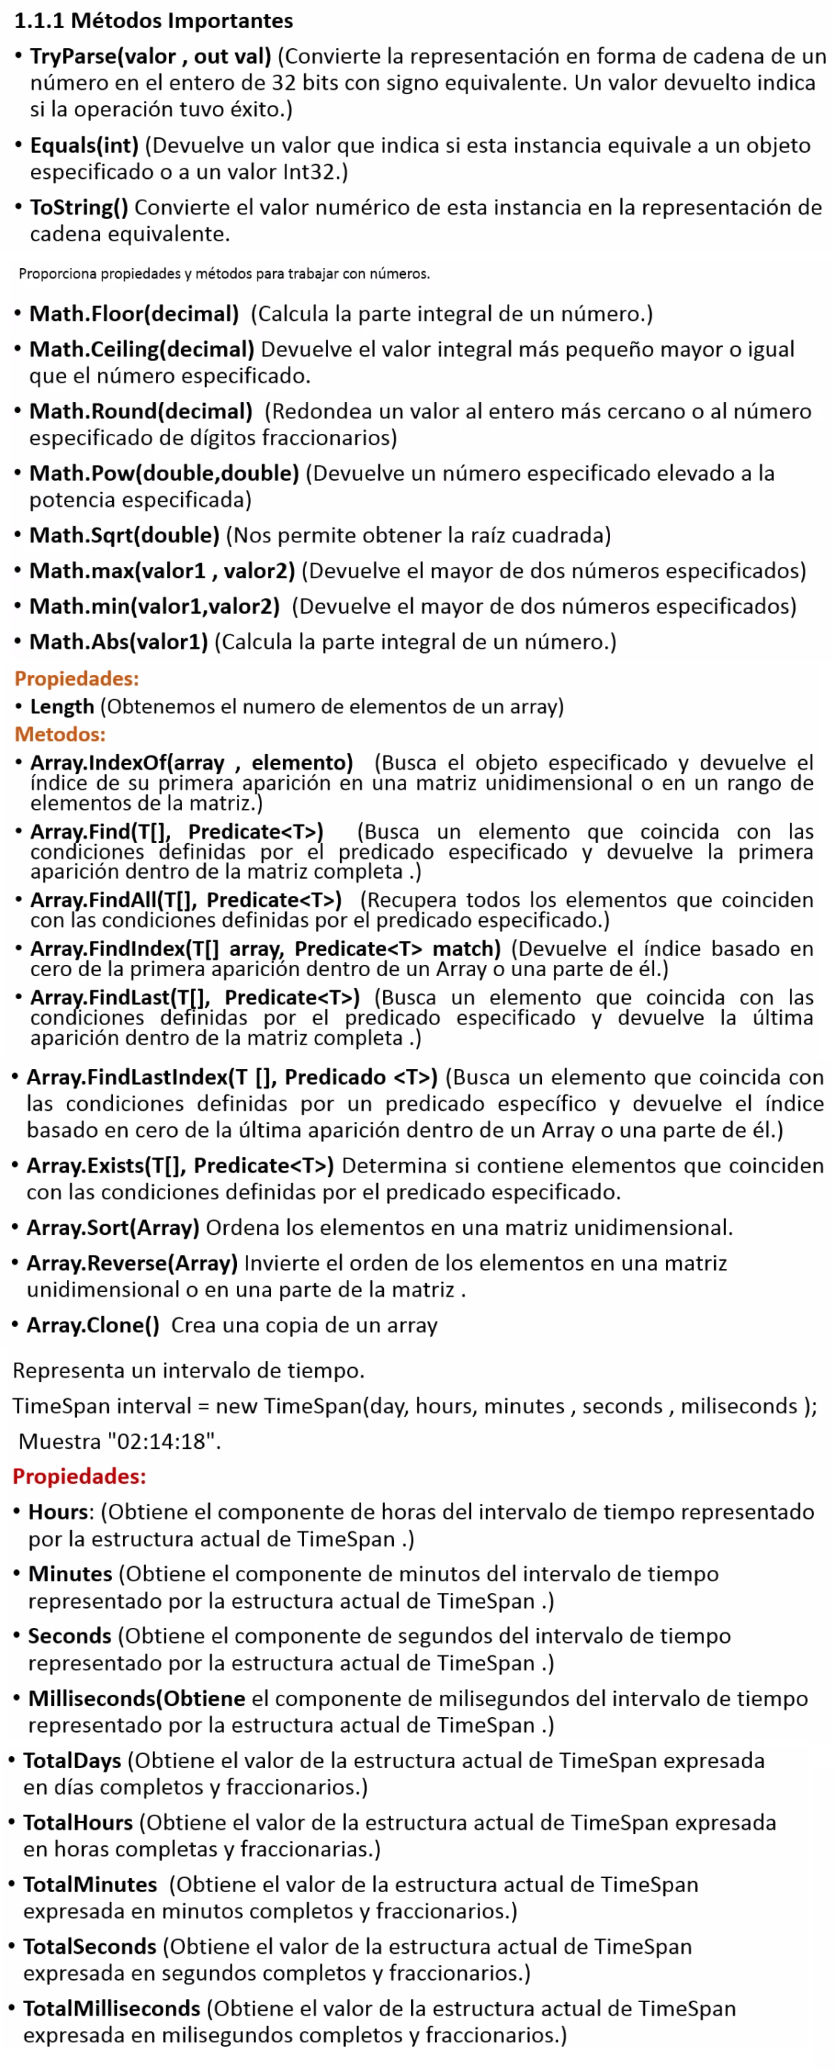 1.1.1 Métodos Importantes
• TryParse(valor , out val) (Convierte la representación en forma de cadena de un
número en el entero de 32 bits con signo equivalente. Un valor devuelto indica
si la operación tuvo éxito.)
• Equals(int) (Devuelve un valor que indica si esta instancia equivale a un objeto
especificado o a un valor Int32.)
• ToString() Convierte el valor numérico de esta instancia en la representación de
cadena equivalente.
Proporciona propiedades y métodos para trabajar con números.
• Math.Floor(decimal) (Calcula la parte integral de un número.)
• Math.Ceiling(decimal) Devuelve el valor integral más pequeño mayor o igual
que el número especificado.
• Math.Round(decimal) (Redondea un valor al entero más cercano o al número
especificado de dígitos fraccionarios)
• Math.Pow(double,double) (Devuelve un número especificado elevado a la
potencia especificada)
• Math.Sqrt(double) (Nos permite obtener la raíz cuadrada)
• Math.max(valor1 , valor2) (Devuelve el mayor de dos números especificados)
• Math.min(valor1,valor2) (Devuelve el mayor de dos números especificados)
• Math.Abs(valor1) (Calcula la parte integral de un número.)
Propiedades:
• Length (Obtenemos el numero de elementos de un array)
Metodos:
• Array.IndexOf(array , elemento) (Busca el objeto especificado y devuelve el
índice de su primera aparición en una matriz unidimensional o en un rango de
elementos de la matriz.)
• Array.Find(T[], Predicate<T>) (Busca un elemento que coincida con las
condiciones definidas por el predicado especificado y devuelve la primera
aparición dentro de la matriz completa .)
• Array.FindAll(T[], Predicate<T>) (Recupera todos los elementos que coinciden
con las condiciones definidas por el predicado especificado.)
• Array.FindIndex(T[] array, Predicate<T> match) (Devuelve el índice basado en
cero de la primera aparición dentro de un Array o una parte de él.)
• Array.FindLast(T[], Predicate<T>) (Busca un elemento que coincida con las
condiciones definidas por el predicado especificado y devuelve la última
aparición dentro de la matriz completa .)
• Array.FindLastIndex(T [], Predicado <T>) (Busca un elemento que coincida con
las condiciones definidas por un predicado específico y devuelve el índice
basado en cero de la última aparición dentro de un Array o una parte de él.)
• Array.Exists(T[], Predicate<T>) Determina si contiene elementos que coinciden
con las condiciones definidas por el predicado especificado.
• Array.Sort(Array) Ordena los elementos en una matriz unidimensional.
• Array.Reverse(Array) Invierte el orden de los elementos en una matriz
unidimensional o en una parte de la matriz .
• Array.Clone() Crea una copia de un array
Representa un intervalo de tiempo.
TimeSpan interval = new TimeSpan(day, hours, minutes , seconds , miliseconds );
Muestra "02:14:18".
Propiedades:
• Hours: (Obtiene el componente de horas del intervalo de tiempo representado
por la estructura actual de TimeSpan .)
• Minutes (Obtiene el componente de minutos del intervalo de tiempo
representado por la estructura actual de TimeSpan .)
• Seconds (Obtiene el componente de segundos del intervalo de tiempo
representado por la estructura actual de TimeSpan .)
• Milliseconds(Obtiene el componente de milisegundos del intervalo de tiempo
representado por la estructura actual de TimeSpan .)
• TotalDays (Obtiene el valor de la estructura actual de TimeSpan expresada
en días completos y fraccionarios.)
• TotalHours (Obtiene el valor de la estructura actual de TimeSpan expresada
en horas completas y fraccionarias.)
• TotalMinutes (Obtiene el valor de la estructura actual de TimeSpan
expresada en minutos completos y fraccionarios.)
• TotalSeconds (Obtiene el valor de la estructura actual de TimeSpan
expresada en segundos completos y fraccionarios.)
• TotalMilliseconds (Obtiene el valor de la estructura actual de TimeSpan
expresada en milisegundos completos y fraccionarios.)